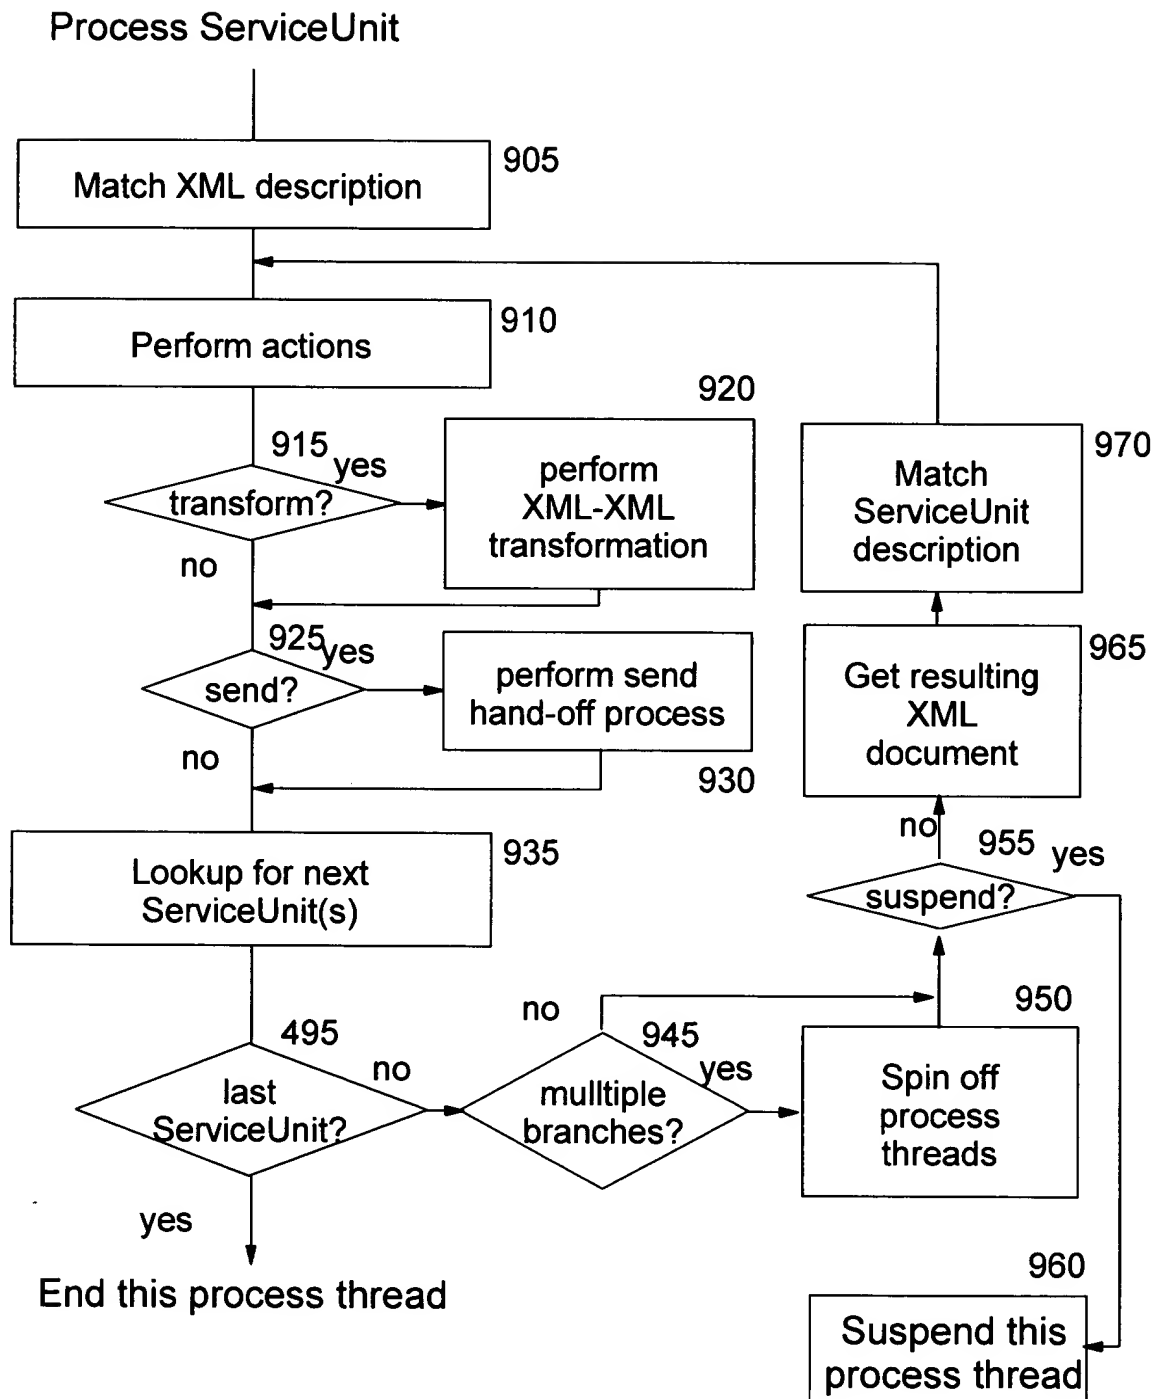 Process ServiceUnit
905
Match XML description
910
Perform actions
920
915
yes
transform?
perform
XML-XML
transformation
no
970
Match
ServiceUnit
description
925
yes
send?
perform send
hand-off process
no
930
965
Get resulting
XML
document
935
Lookup for next
ServiceUnit(s)
no
955
yes
suspend?
495
no
last
ServiceUnit?
yes
no
945
yes
mulltiple
branches?
950
Spin off
process
threads
End this process thread
960
Suspend this
process thread